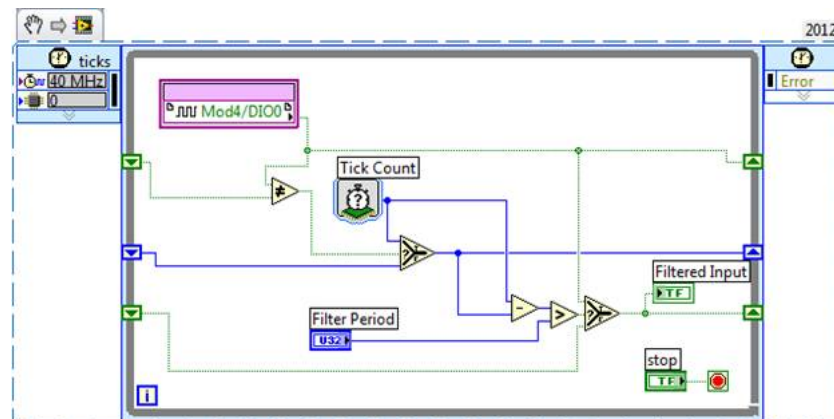 2012
ticks
40 MHz
0
Error
Mod4/DIO0
Tick Count
?
≠
?
Filtered Input
TF
-
>
?
Filter Period
U32
stop
TF
i